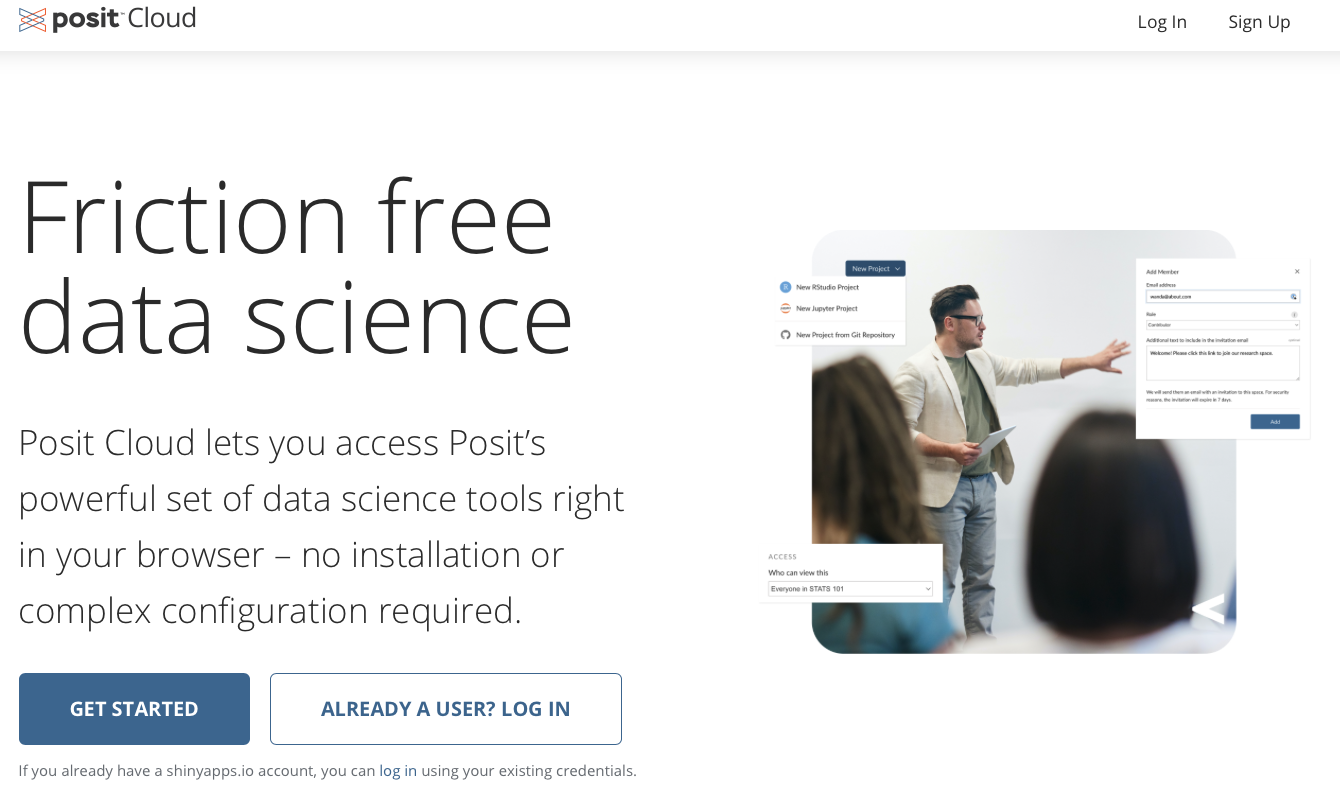 posit™ Cloud
Log In
Sign Up
Friction free
data science
Posit Cloud lets you access Posit’s
powerful set of data science tools right
in your browser – no installation or
complex configuration required.
GET STARTED
ALREADY A USER? LOG IN
If you already have a shinyapps.io account, you can log in using your existing credentials.
New Project
New RStudio Project
New Jupyter Project
New Project from Git Repository
Add Member
Email address
wanda@about.com
Role
Contributor
Additional text to include in the invitation email
optional
Welcome! Please click this link to join our research space.
We will send them an email with an invitation to this space. For security
reasons, the invitation will expire in 7 days.
Add
ACCESS
Who can view this
Everyone in STATS 101